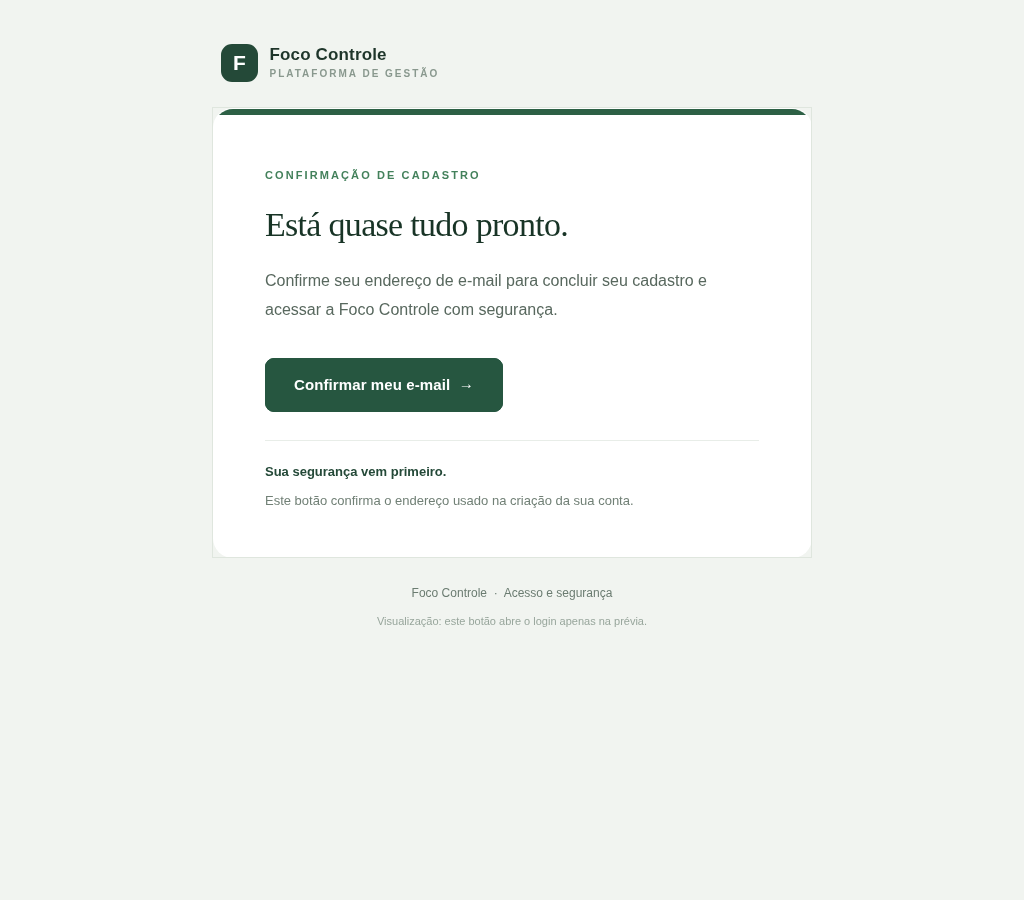 F
Foco Controle
PLATAFORMA DE GESTÃO
CONFIRMAÇÃO DE CADASTRO
Está quase tudo pronto.
Confirme seu endereço de e-mail para concluir seu cadastro e
acessar a Foco Controle com segurança.
Confirmar meu e-mail →
Sua segurança vem primeiro.
Este botão confirma o endereço usado na criação da sua conta.
Foco Controle · Acesso e segurança
Visualização: este botão abre o login apenas na prévia.